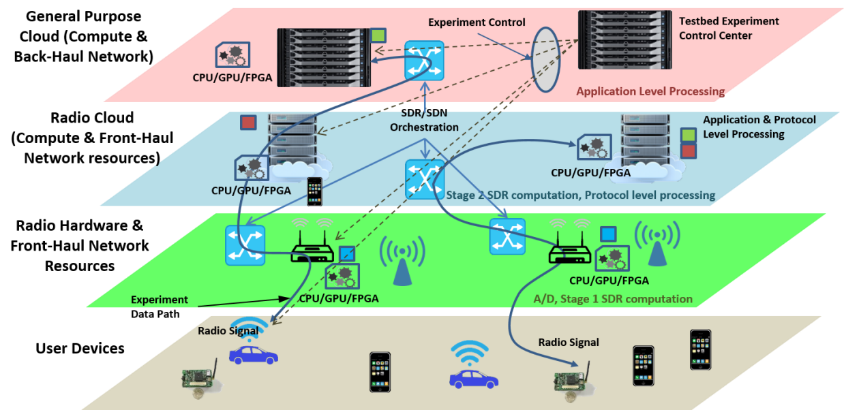 General Purpose
Cloud (Compute &
Back-Haul Network)
Experiment Control
Testbed Experiment
Control Center
CPU/GPU/FPGA
Application Level Processing
Radio Cloud
(Compute & Front-Haul
Network resources)
SDR/SDN
Orchestration
Application & Protocol
Level Processing
CPU/GPU/FPGA
CPU/GPU/FPGA
Stage 2 SDR computation, Protocol level processing
Radio Hardware &
Front-Haul Network
Resources
CPU/GPU/FPGA
CPU/GPU/FPGA
A/D, Stage 1 SDR computation
Experiment
Data Path
Radio Signal
Radio Signal
User Devices